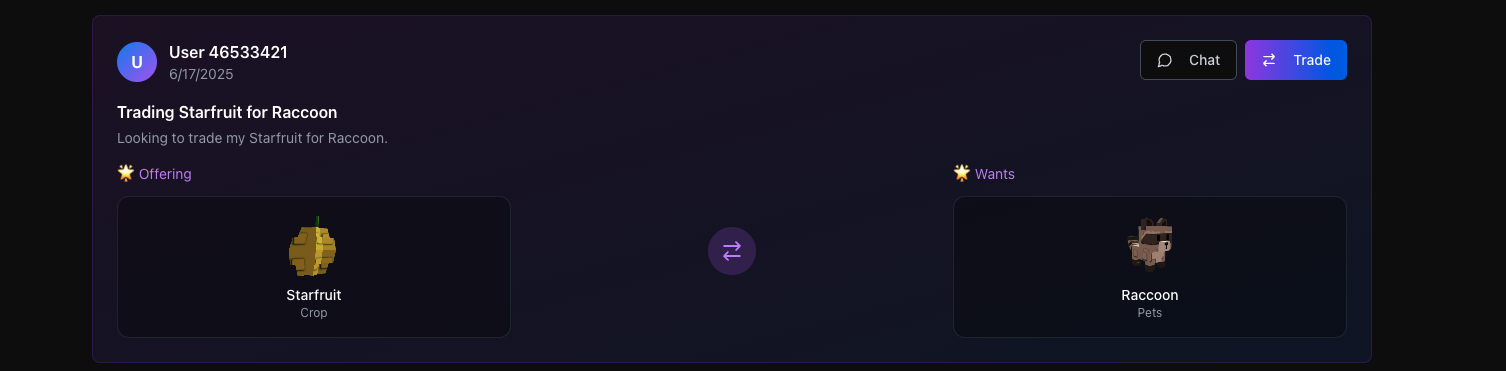 U
User 46533421
6/17/2025
Chat
Trade
Trading Starfruit for Raccoon
Looking to trade my Starfruit for Raccoon.
🌟 Offering
🌟 Wants
Starfruit
Crop
Raccoon
Pets